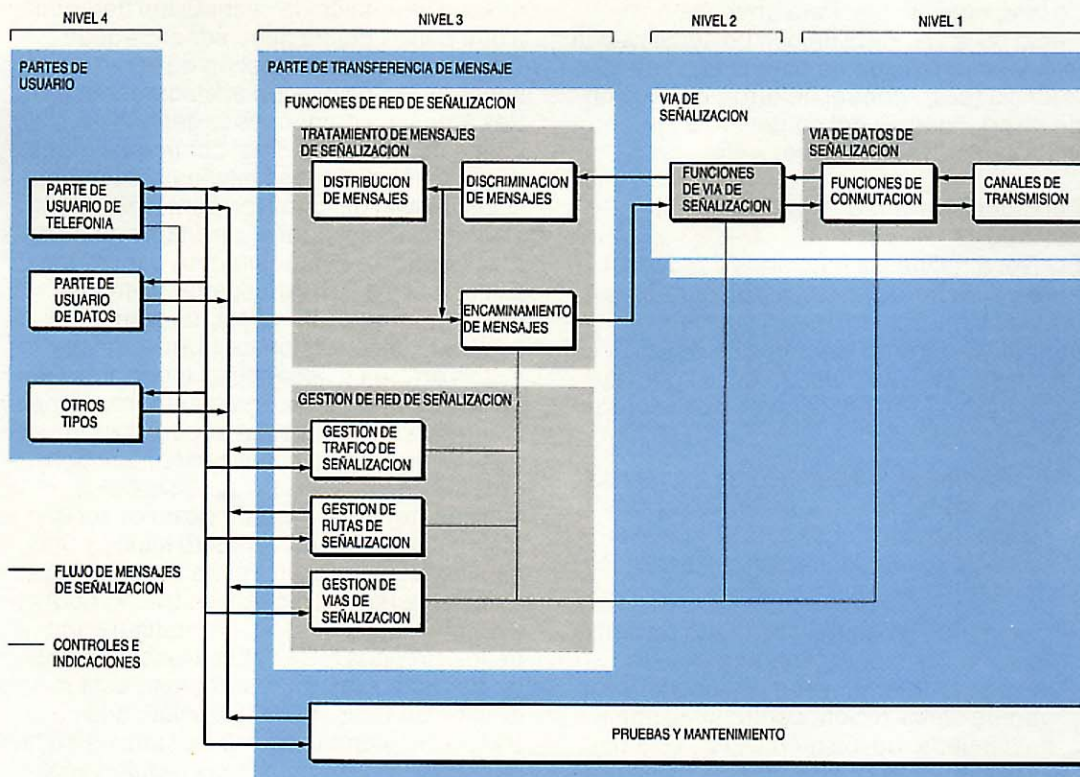 NIVEL 4
NIVEL 3
NIVEL 2
NIVEL 1
PARTES DE
USUARIO
PARTE DE TRANSFERENCIA DE MENSAJE
FUNCIONES DE RED DE SEÑALIZACION
TRATAMIENTO DE MENSAJES
DE SEÑALIZACION
VIA DE
SEÑALIZACION
VIA DE DATOS DE
SEÑALIZACION
PARTE DE
USUARIO DE
TELEFONIA
DISTRIBUCION
DE MENSAJES
DISCRIMINACION
DE MENSAJES
FUNCIONES
DE VIA DE
SEÑALIZACION
FUNCIONES DE
CONMUTACION
CANALES DE
TRANSMISION
PARTE DE
USUARIO
DE DATOS
ENCAMINAMIENTO
DE MENSAJES
OTROS
TIPOS
GESTION DE RED DE SEÑALIZACION
GESTION DE
TRAFICO DE
SEÑALIZACION
GESTION DE
RUTAS DE
SEÑALIZACION
GESTION DE
VIAS DE
SEÑALIZACION
FLUJO DE MENSAJES
DE SEÑALIZACION
CONTROLES E
INDICACIONES
PRUEBAS Y MANTENIMIENTO